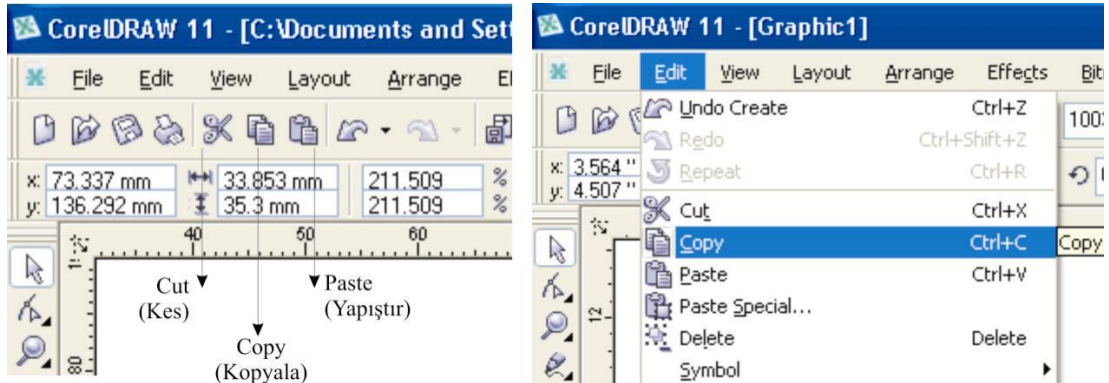 CorelDRAW 11 - [C:\Documents and Sett
File Edit View Layout Arrange
x: 73.337 mm 33.853 mm 211.509 %
y: 136.292 mm 35.3 mm 211.509 %
40 50 60
80
Cut
(Kes)
Copy
(Kopyala)
Paste
(Yapıştır)
CorelDRAW 11 - [Graphic1]
File Edit View Layout Arrange Effects
x: 3.564 "
y: 4.507 "
100
12
Undo Create Ctrl+Z
Redo Ctrl+Shift+Z
Repeat Ctrl+R
Cut Ctrl+X
Copy Ctrl+C
Copy
Paste Ctrl+V
Paste Special...
Delete Delete
Symbol